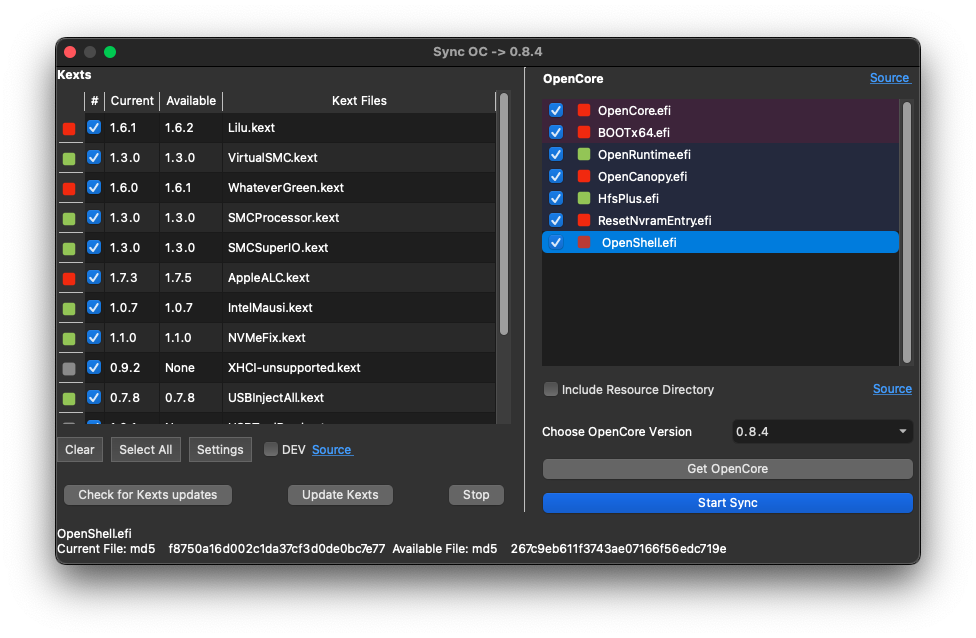 Sync OC -> 0.8.4
Kexts
# Current Available Kext Files
1.6.1 1.6.2 Lilu.kext
1.3.0 1.3.0 VirtualSMC.kext
1.6.0 1.6.1 WhateverGreen.kext
1.3.0 1.3.0 SMCProcessor.kext
1.3.0 1.3.0 SMCSuperIO.kext
1.7.3 1.7.5 AppleALC.kext
1.0.7 1.0.7 IntelMausi.kext
1.1.0 1.1.0 NVMeFix.kext
0.9.2 None XHCI-unsupported.kext
0.7.8 0.7.8 USBInjectAll.kext
Clear Select All Settings DEV Source
Check for Kexts updates Update Kexts Stop
OpenCore Source
OpenCore.efi
BOOTx64.efi
OpenRuntime.efi
OpenCanopy.efi
HfsPlus.efi
ResetNvramEntry.efi
OpenShell.efi
Include Resource Directory Source
Choose OpenCore Version 0.8.4
Get OpenCore
Start Sync
OpenShell.efi
Current File: md5 f8750a16d002c1da37cf3d0de0bc7e77 Available File: md5 267c9eb611f3743ae07166f56edc719e